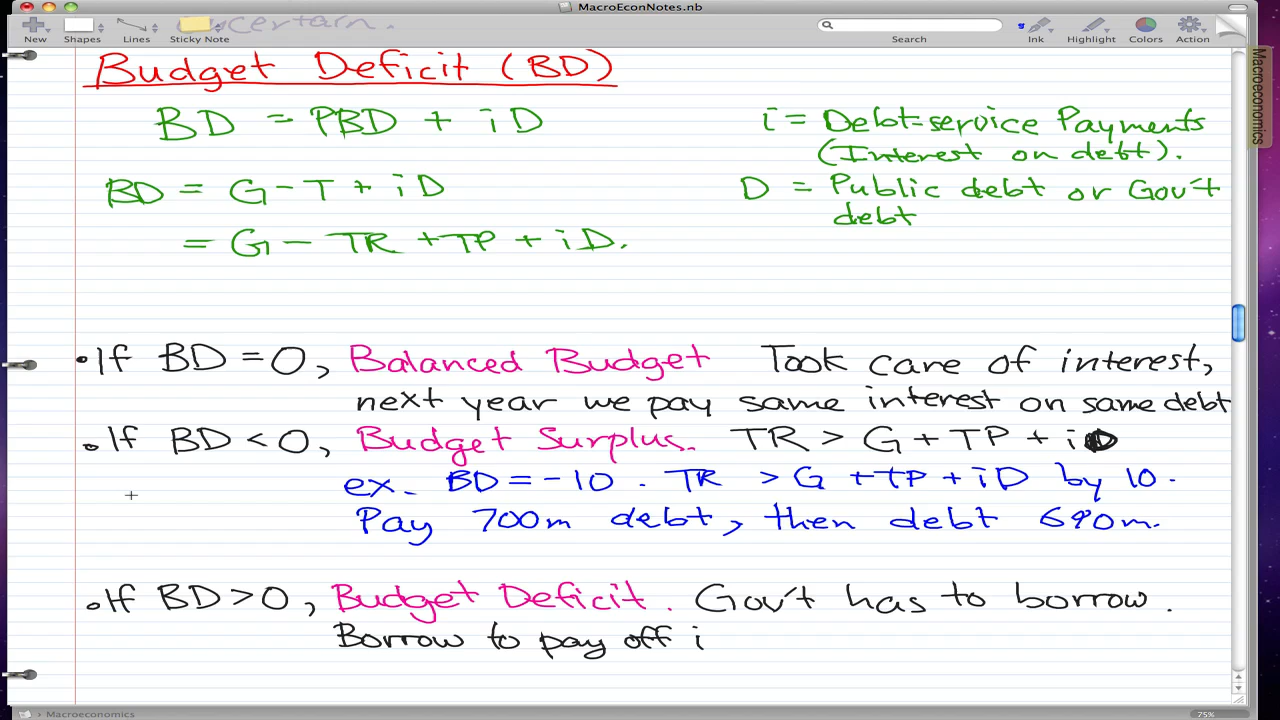 MacroEconNotes.nb
certain.
New
Shapes
Lines
Sticky Note
Search
Ink
Highlight
Colors
Action
Macroeconomics
Budget Deficit (BD)
BD = PBD + iD
i = Debt-service Payments
(Interest on debt).
BD = G - T + iD
D = Public debt or Gov't
debt
= G - TR + TP + iD.
• If BD = 0, Balanced Budget Took care of interest,
next year we pay same interest on same debt
• If BD < 0, Budget Surplus. TR > G + TP + iD
ex. BD = -10. TR > G + TP + iD by 10.
Pay 700m debt, then debt 690m.
• If BD > 0, Budget Deficit. Gov't has to borrow.
Borrow to pay off i
Macroeconomics
75%